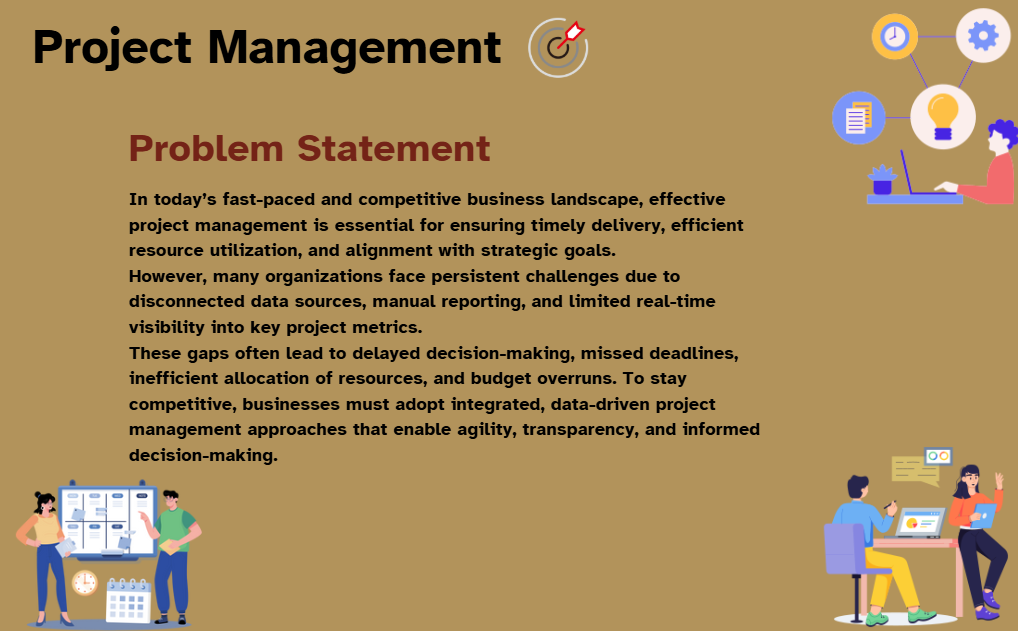 Project Management
Problem Statement
In today’s fast-paced and competitive business landscape, effective
project management is essential for ensuring timely delivery, efficient
resource utilization, and alignment with strategic goals.
However, many organizations face persistent challenges due to
disconnected data sources, manual reporting, and limited real-time
visibility into key project metrics.
These gaps often lead to delayed decision-making, missed deadlines,
inefficient allocation of resources, and budget overruns. To stay
competitive, businesses must adopt integrated, data-driven project
management approaches that enable agility, transparency, and informed
decision-making.